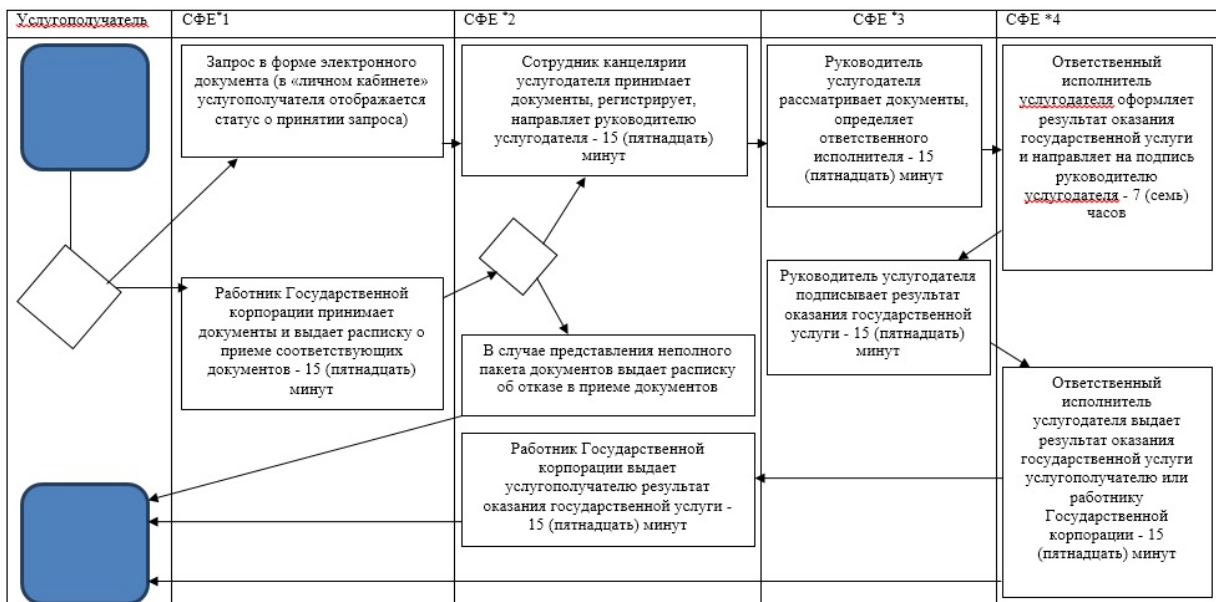 Услугополучатель
СФЕ*1
СФЕ *2
СФЕ *3
СФЕ *4
Запрос в форме электронного
документа (в «личном кабинете»
услугополучателя отображается
статус о принятии запроса)
Сотрудник канцелярии
услугодателя принимает
документы, регистрирует,
направляет руководителю
услугодателя - 15 (пятнадцать)
минут
Руководитель
услугодателя
рассматривает документы,
определяет
ответственного
исполнителя - 15
(пятнадцать) минут
Ответственный
исполнитель
услугодателя оформляет
результат оказания
государственной услуги
и направляет на подпись
руководителю
услугодателя - 7 (семь)
часов
Работник Государственной
корпорации принимает
документы и выдает расписку о
приеме соответствующих
документов - 15 (пятнадцать)
минут
В случае представления неполного
пакета документов выдает расписку
об отказе в приеме документов
Руководитель услугодателя
подписывает результат
оказания государственной
услуги - 15 (пятнадцать)
минут
Ответственный
исполнитель
услугодателя выдает
результат оказания
государственной услуги
услугополучателю или
работнику
Государственной
корпорации - 15
(пятнадцать) минут
Работник Государственной
корпорации выдает
услугополучателю результат
оказания государственной услуги -
15 (пятнадцать) минут